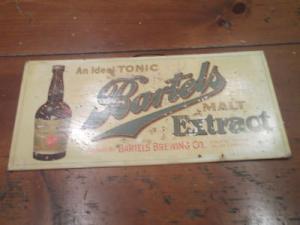 An Ideal TONIC
Bartels
MALT
Extract
BARTELS BREWING CO.